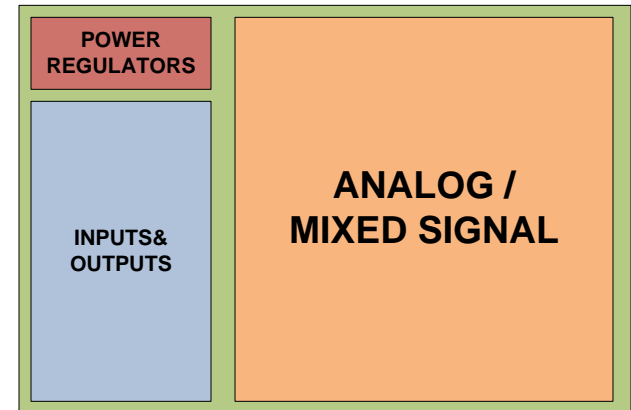 POWER
REGULATORS
INPUTS&
OUTPUTS
ANALOG /
MIXED SIGNAL